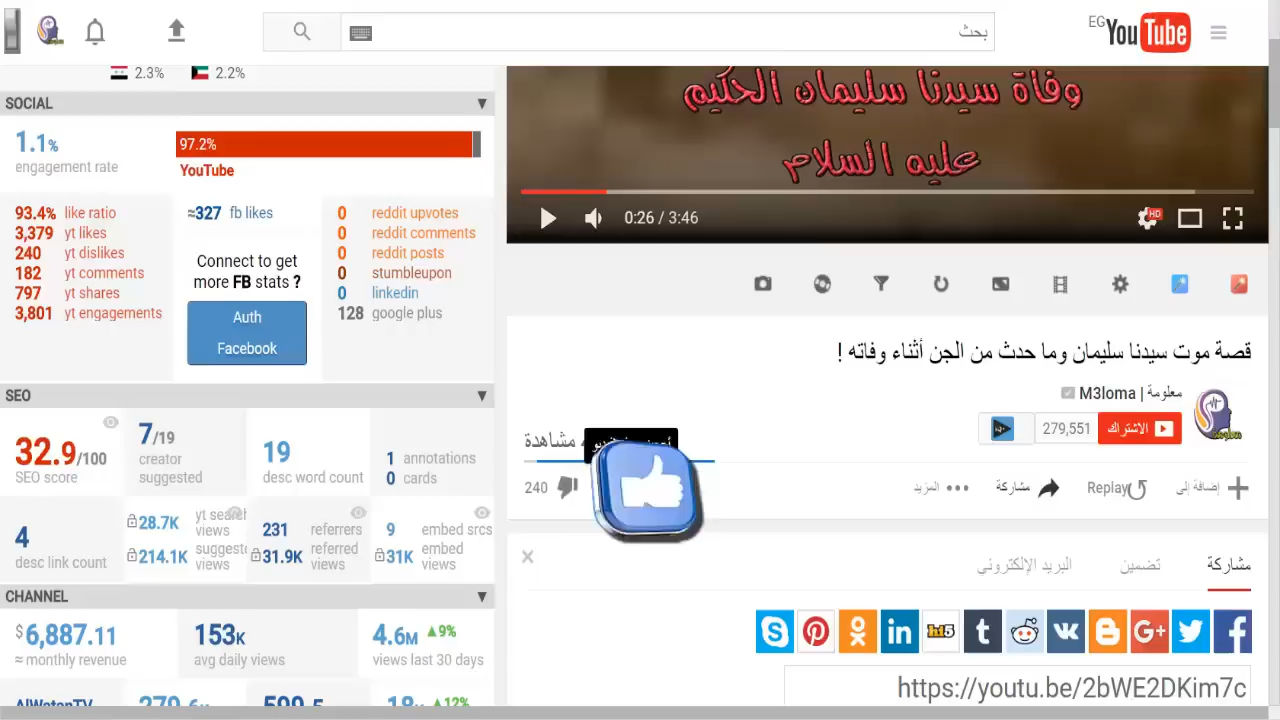 بحث
EG
YouTube
2.3% 2.2%
SOCIAL
1.1%
engagement rate
97.2%
YouTube
93.4% like ratio
3,379 yt likes
240 yt dislikes
182 yt comments
797 yt shares
3,801 yt engagements
≈327 fb likes
Connect to get
more FB stats ?
Auth
Facebook
0 reddit upvotes
0 reddit comments
0 reddit posts
0 stumbleupon
0 linkedin
128 google plus
SEO
32.9/100
SEO score
7/19
creator
suggested
19
desc word count
1 annotations
0 cards
4
desc link count
28.7K yt search
views
214.1K
views
231 referrers
31.9K referred
views
9 embed srcs
31K embed
views
CHANNEL
$6,887.11
≈ monthly revenue
153K
avg daily views
4.6M 9%
views last 30 days
AlWatanTV
12%
وفاة سيدنا سليمان الحكيم
عليه السلام
0:26 / 3:46
HD
قصة موت سيدنا سليمان وما حدث من الجن أثناء وفاته !
معلومة | M3loma
الاشتراك
279,551
مشاهدة
إضافة إلى
Replay
مشاركة
المزيد
240
مشاركة
تضمين
البريد الإلكتروني
https://youtu.be/2bWE2DKim7c